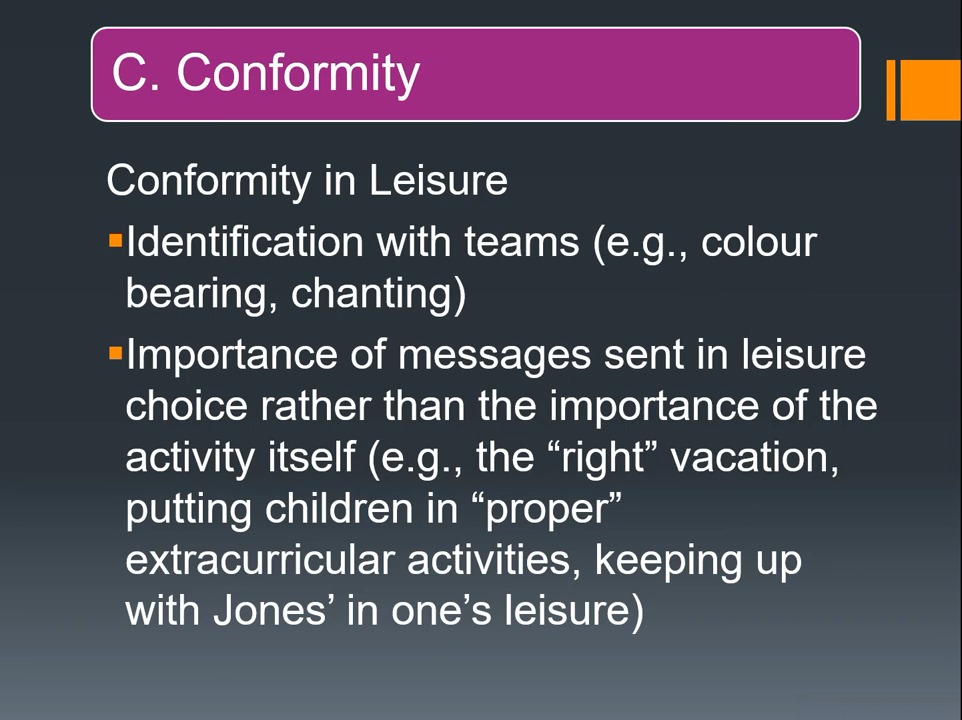 C. Conformity
Conformity in Leisure
▪Identification with teams (e.g., colour
bearing, chanting)
▪Importance of messages sent in leisure
choice rather than the importance of the
activity itself (e.g., the “right” vacation,
putting children in “proper”
extracurricular activities, keeping up
with Jones’ in one’s leisure)